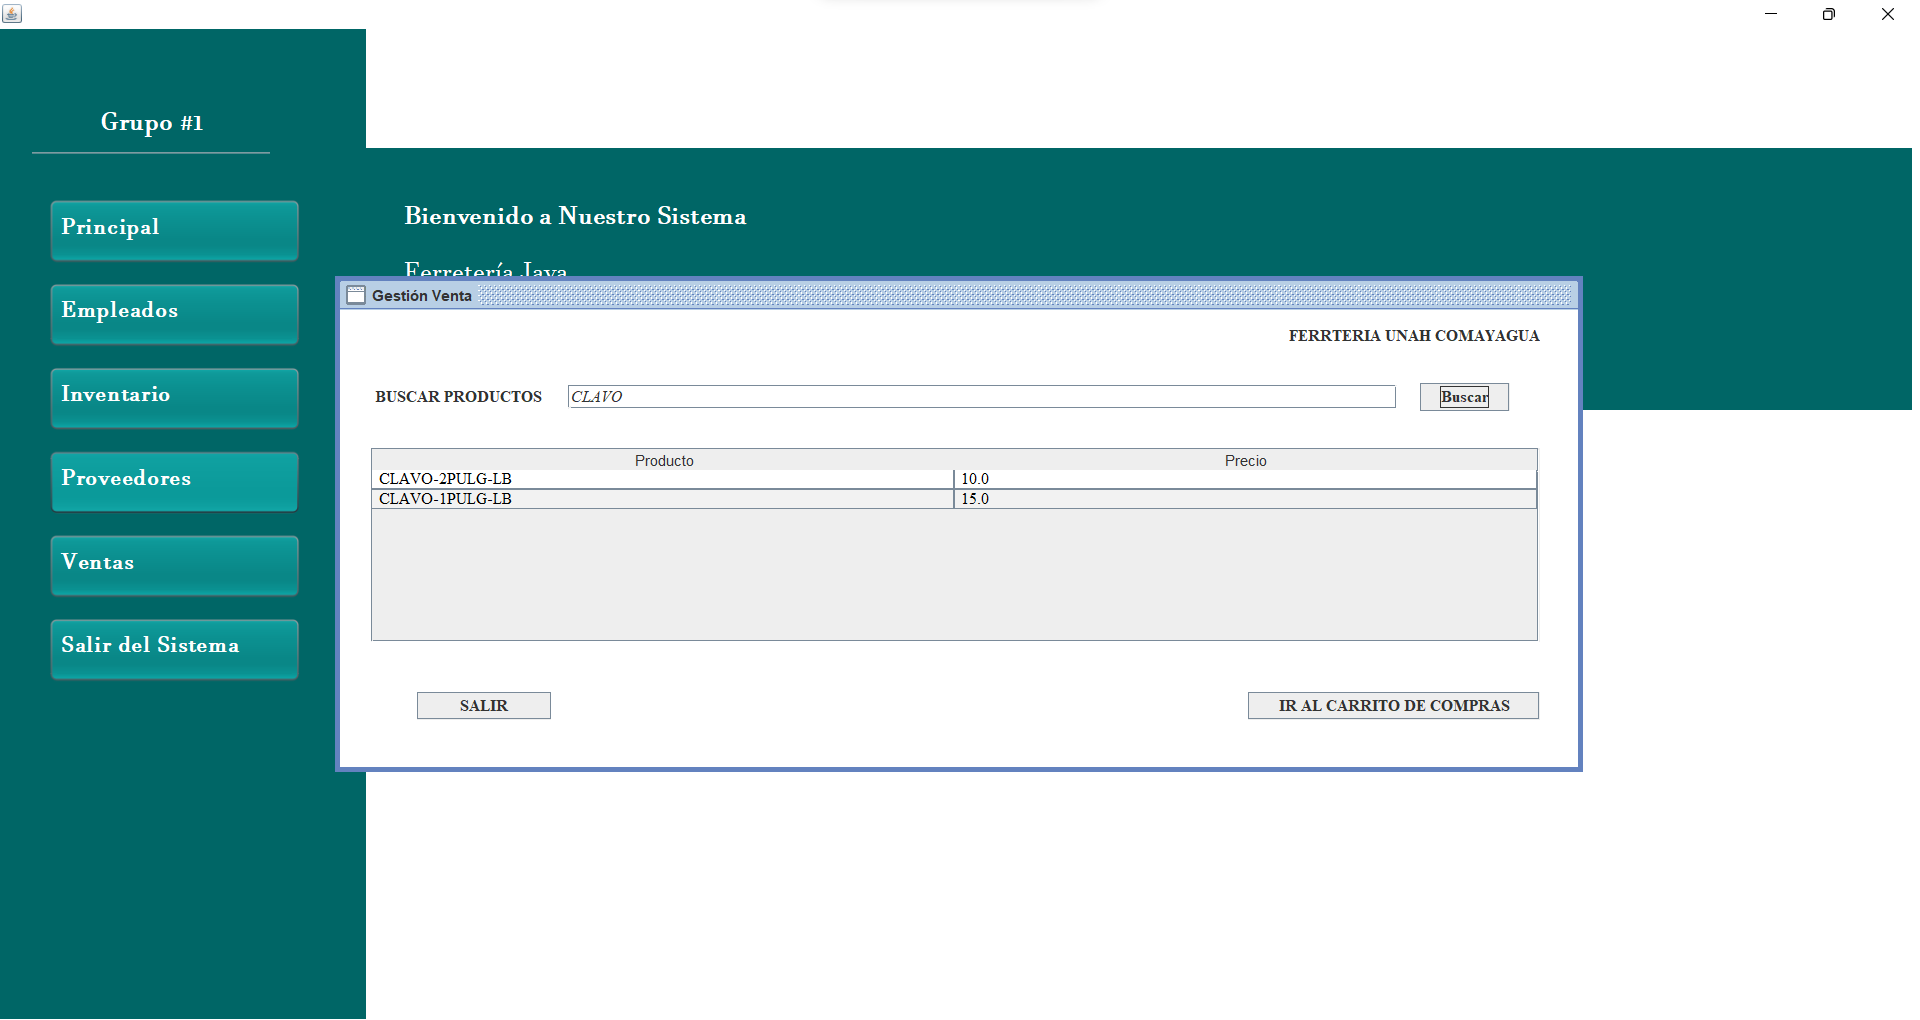 Grupo #1
Principal
Empleados
Inventario
Proveedores
Ventas
Salir del Sistema
Bienvenido a Nuestro Sistema
Ferretería Java
Gestión Venta
FERRTERIA UNAH COMAYAGUA
BUSCAR PRODUCTOS CLAVO Buscar
Producto Precio
CLAVO-2PULG-LB 10.0
CLAVO-1PULG-LB 15.0
SALIR IR AL CARRITO DE COMPRAS